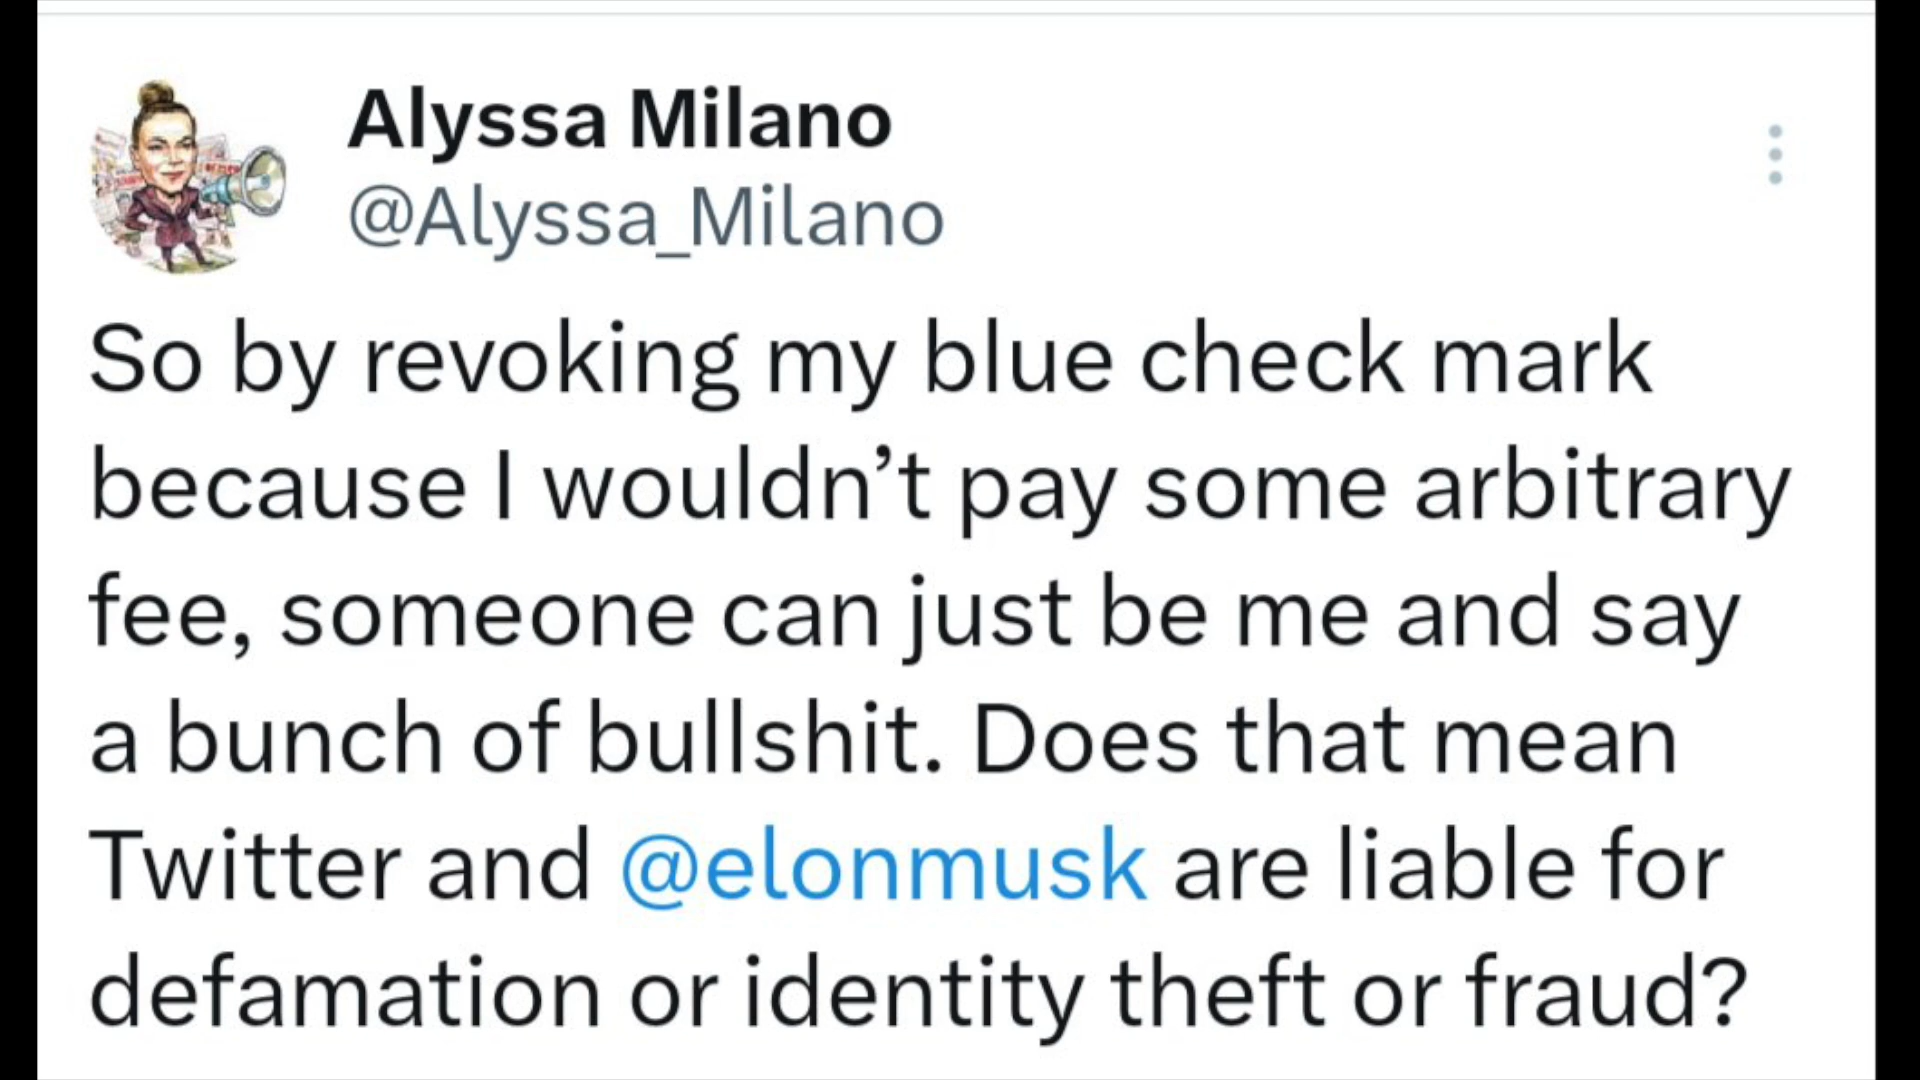 Alyssa Milano
@Alyssa_Milano
So by revoking my blue check mark
because I wouldn’t pay some arbitrary
fee, someone can just be me and say
a bunch of bullshit. Does that mean
Twitter and @elonmusk are liable for
defamation or identity theft or fraud?